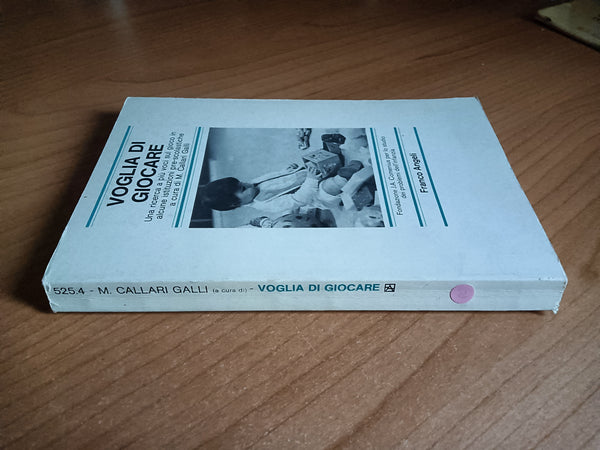 VOGLIA DI
GIOCARE
Una ricerca a più voci sul gioco in
alcune istituzioni pre-scolastiche
a cura di M. Callari Galli
Fondazione I.A. Comenius per lo studio
dei problemi dell'infanzia
Franco Angeli
525.4 - M. CALLARI GALLI (a cura di) - VOGLIA DI GIOCARE